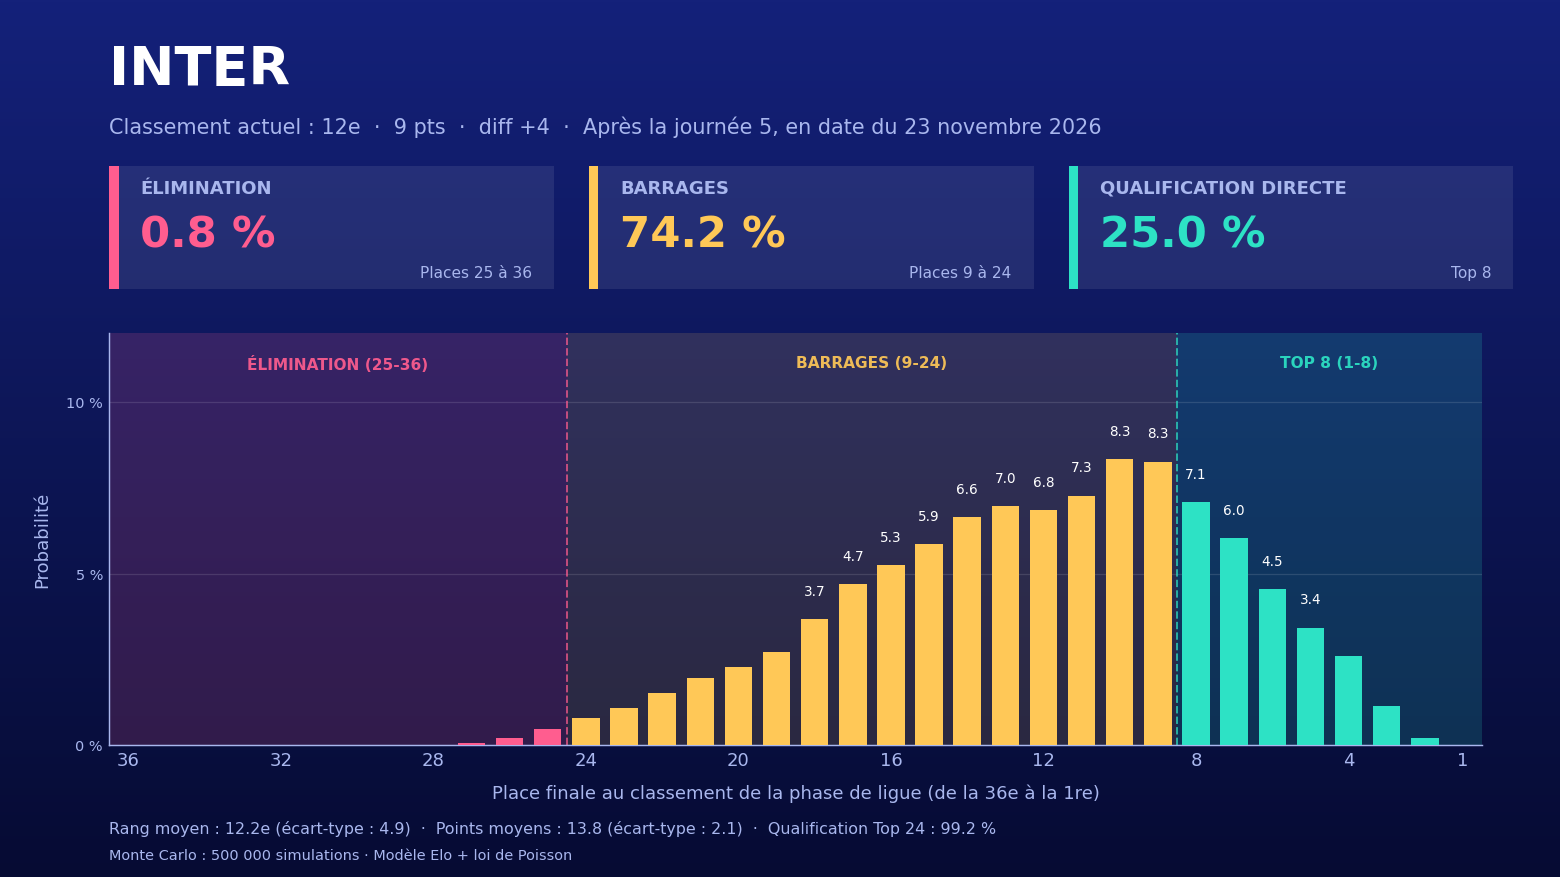 INTER
Classement actuel : 12e · 9 pts · diff +4 · Après la journée 5, en date du 23 novembre 2026
ÉLIMINATION
0.8 %
Places 25 à 36
BARRAGES
74.2 %
Places 9 à 24
QUALIFICATION DIRECTE
25.0 %
Top 8
ÉLIMINATION (25-36)
BARRAGES (9-24)
TOP 8 (1-8)
Probabilité
10 %
5 %
0 %
3.7
4.7
5.3
5.9
6.6
7.0
6.8
7.3
8.3
8.3
7.1
6.0
4.5
3.4
36 32 28 24 20 16 12 8 4 1
Place finale au classement de la phase de ligue (de la 36e à la 1re)
Rang moyen : 12.2e (écart-type : 4.9) · Points moyens : 13.8 (écart-type : 2.1) · Qualification Top 24 : 99.2 %
Monte Carlo : 500 000 simulations · Modèle Elo + loi de Poisson